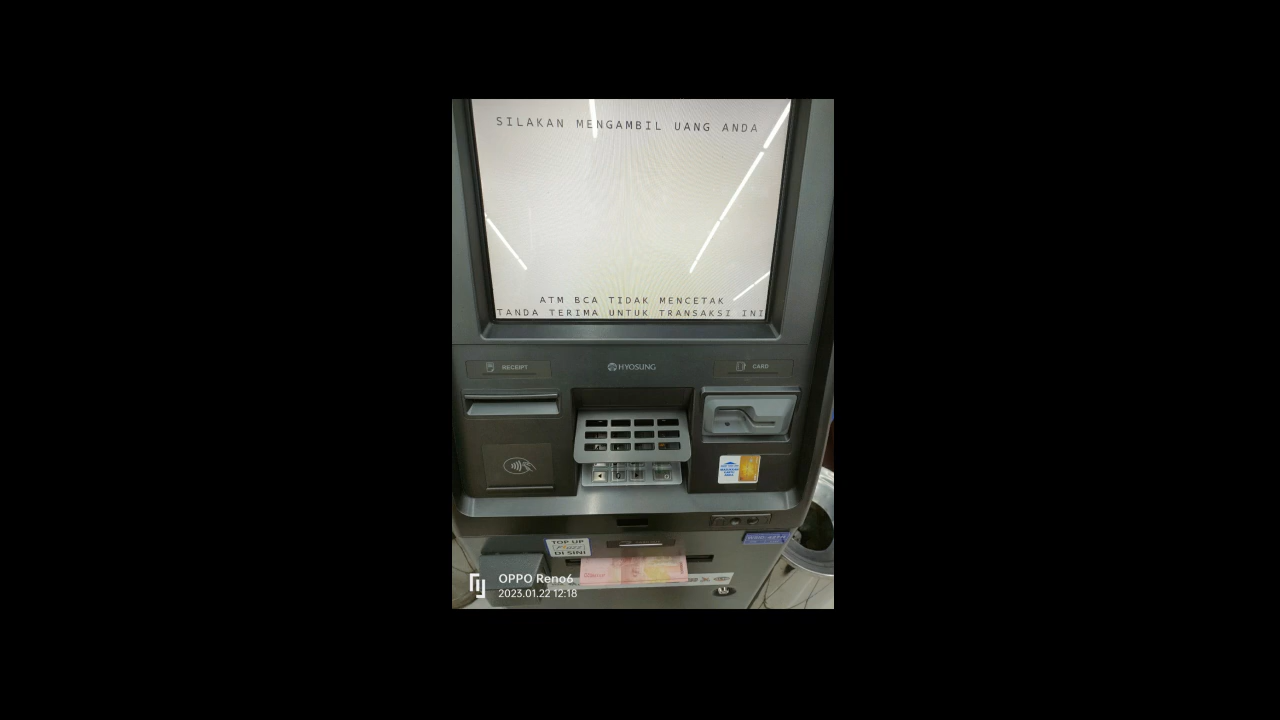 SILAKAN MENGAMBIL UANG ANDA
ATM BCA TIDAK MENCETAK
TANDA TERIMA UNTUK TRANSAKSI INI
RECEIPT
HYOSUNG
CARD
TOP UP
DI SINI
OPPO Reno6
2023.01.22 12:18